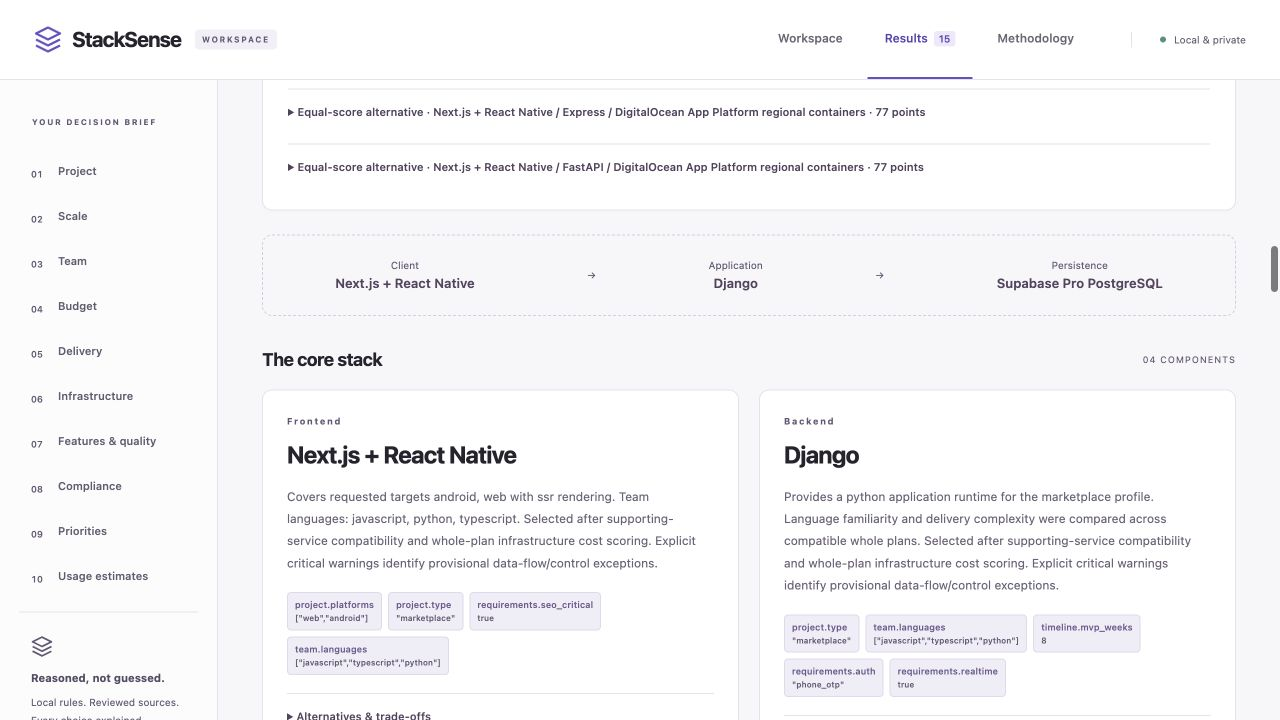 StackSense
WORKSPACE
Workspace
Results 15
Methodology
Local & private
YOUR DECISION BRIEF
01 Project
02 Scale
03 Team
04 Budget
05 Delivery
06 Infrastructure
07 Features & quality
08 Compliance
09 Priorities
10 Usage estimates
Reasoned, not guessed.
Local rules. Reviewed sources.
Every choice explained.
Equal-score alternative · Next.js + React Native / Express / DigitalOcean App Platform regional containers · 77 points
Equal-score alternative · Next.js + React Native / FastAPI / DigitalOcean App Platform regional containers · 77 points
Client
Next.js + React Native
→
Application
Django
→
Persistence
Supabase Pro PostgreSQL
The core stack
04 COMPONENTS
Frontend
Next.js + React Native
Covers requested targets android, web with ssr rendering. Team
languages: javascript, python, typescript. Selected after supporting-
service compatibility and whole-plan infrastructure cost scoring. Explicit
critical warnings identify provisional data-flow/control exceptions.
project.platforms
["web","android"]
project.type
"marketplace"
requirements.seo_critical
true
team.languages
["javascript","typescript","python"]
Alternatives & trade-offs
Backend
Django
Provides a python application runtime for the marketplace profile.
Language familiarity and delivery complexity were compared across
compatible whole plans. Selected after supporting-service compatibility
and whole-plan infrastructure cost scoring. Explicit critical warnings
identify provisional data-flow/control exceptions.
project.type
"marketplace"
team.languages
["javascript","typescript","python"]
timeline.mvp_weeks
8
requirements.auth
"phone_otp"
requirements.realtime
true